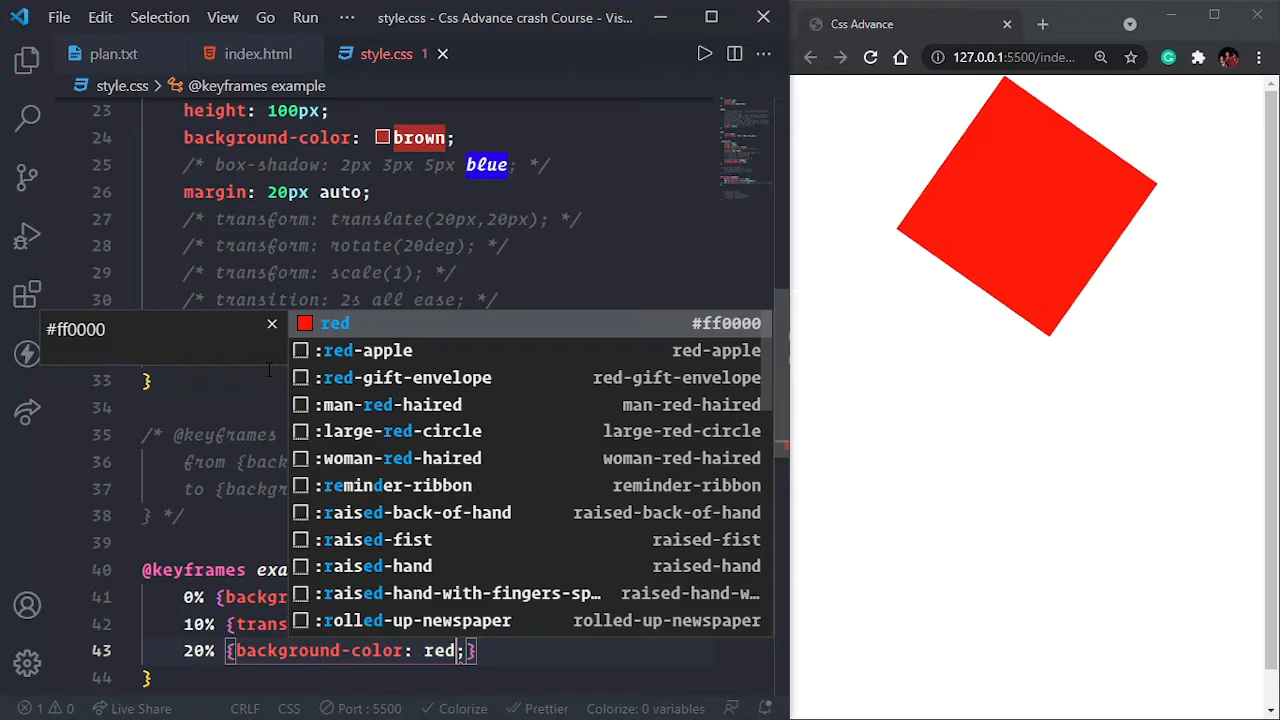 File Edit Selection View Go Run ··· style.css - Css Advance crash Course - Vis...
plan.txt index.html style.css 1
style.css > @keyframes example
23 height: 100px;
24 background-color: brown;
25 /* box-shadow: 2px 3px 5px blue; */
26 margin: 20px auto;
27 /* transform: translate(20px,20px); */
28 /* transform: rotate(20deg); */
29 /* transform: scale(1); */
30 /* transition: 2s all ease; */
#ff0000
red #ff0000
:red-apple red-apple
:red-gift-envelope red-gift-envelope
:man-red-haired man-red-haired
:large-red-circle large-red-circle
:woman-red-haired woman-red-haired
:reminder-ribbon reminder-ribbon
:raised-back-of-hand raised-back-of-hand
:raised-fist raised-fist
:raised-hand raised-hand
:raised-hand-with-fingers-sp... raised-hand-w...
:rolled-up-newspaper rolled-up-newspaper
33 }
34
35 /* @keyframes
36 from {back
37 to {backgr
38 } */
39
40 @keyframes exa
41 0% {backgr
42 10% {trans
43 20% {background-color: red;}
44 }
1 0 Live Share CRLF CSS Port : 5500 Colorize Prettier Colorize: 0 variables
Css Advance
127.0.0.1:5500/inde...